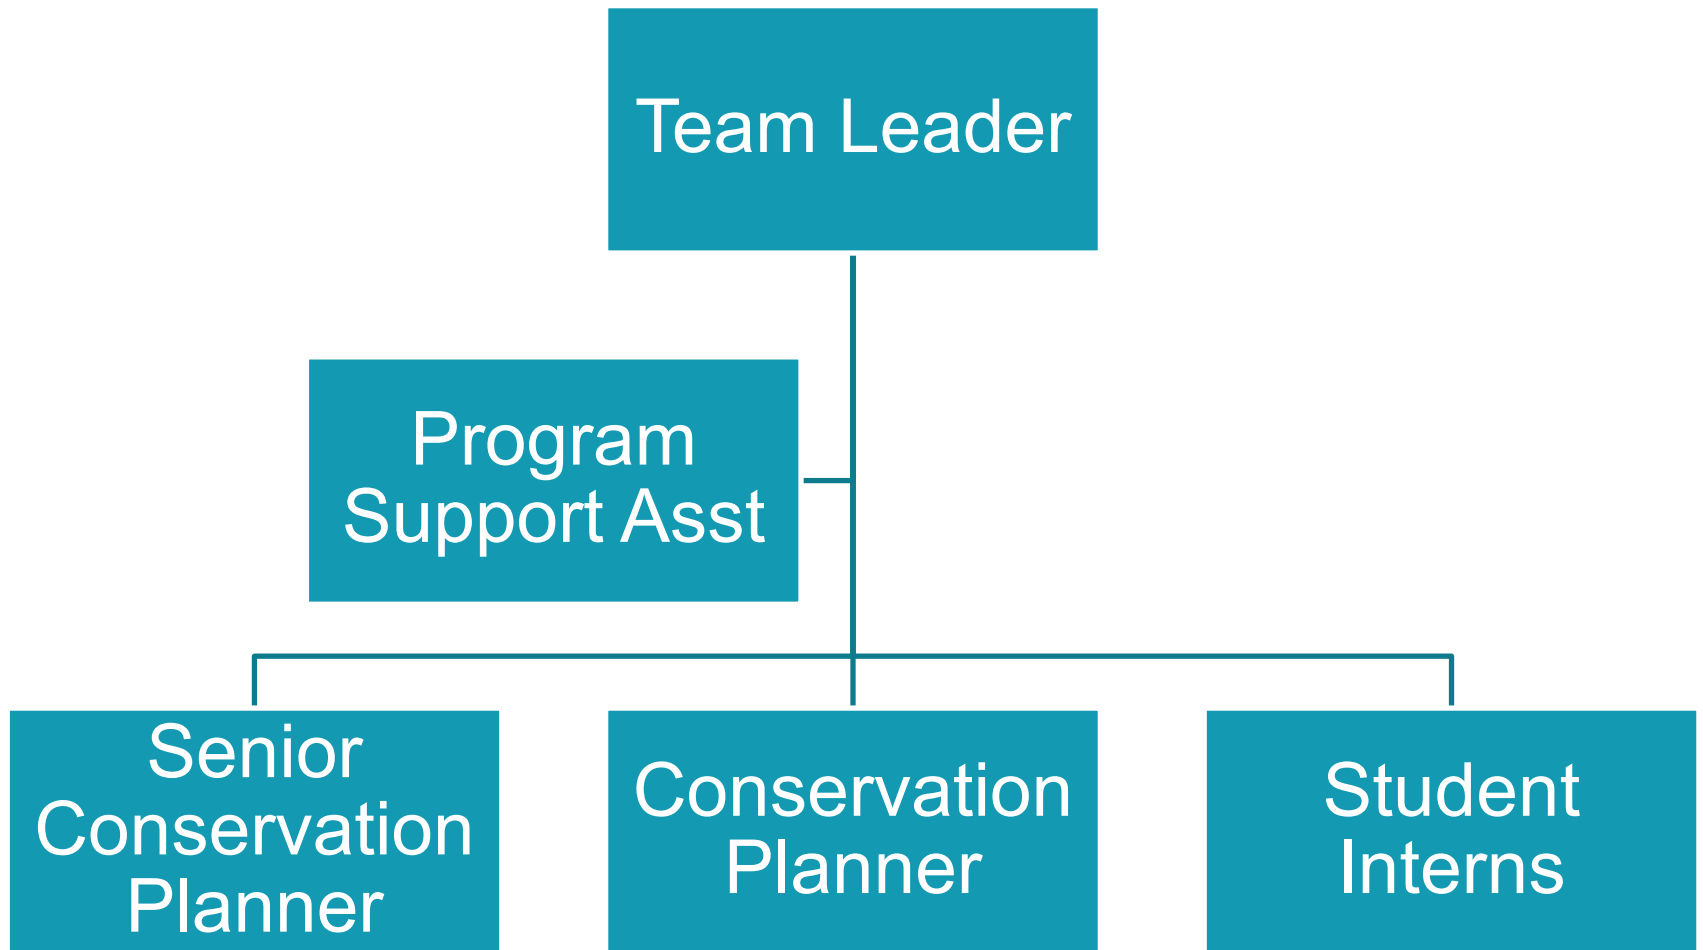 Team Leader
Program
Support Asst
Senior
Conservation
Planner
Conservation
Planner
Student
Interns